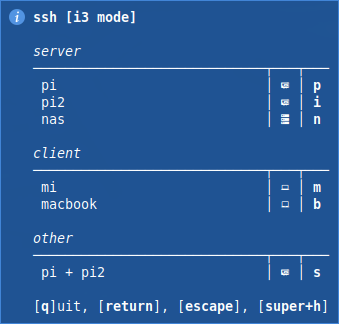 ssh [i3 mode]
server
pi | | p
pi2 | | i
nas | | n
client
mi | | m
macbook | | b
other
pi + pi2 | | s
[q]uit, [return], [escape], [super+h]